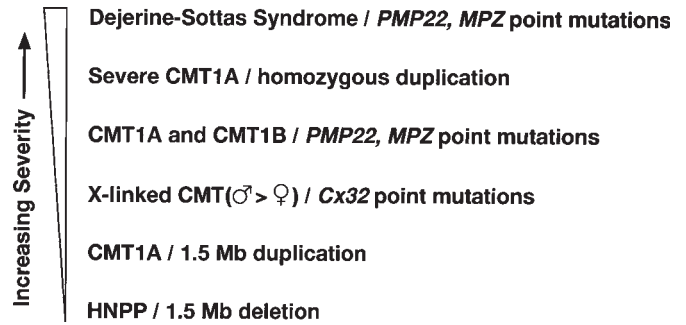 Dejerine-Sottas Syndrome / PMP22, MPZ point mutations
Severe CMT1A / homozygous duplication
CMT1A and CMT1B / PMP22, MPZ point mutations
X-linked CMT(♂> ♀) / Cx32 point mutations
CMT1A / 1.5 Mb duplication
HNPP / 1.5 Mb deletion
Increasing Severity